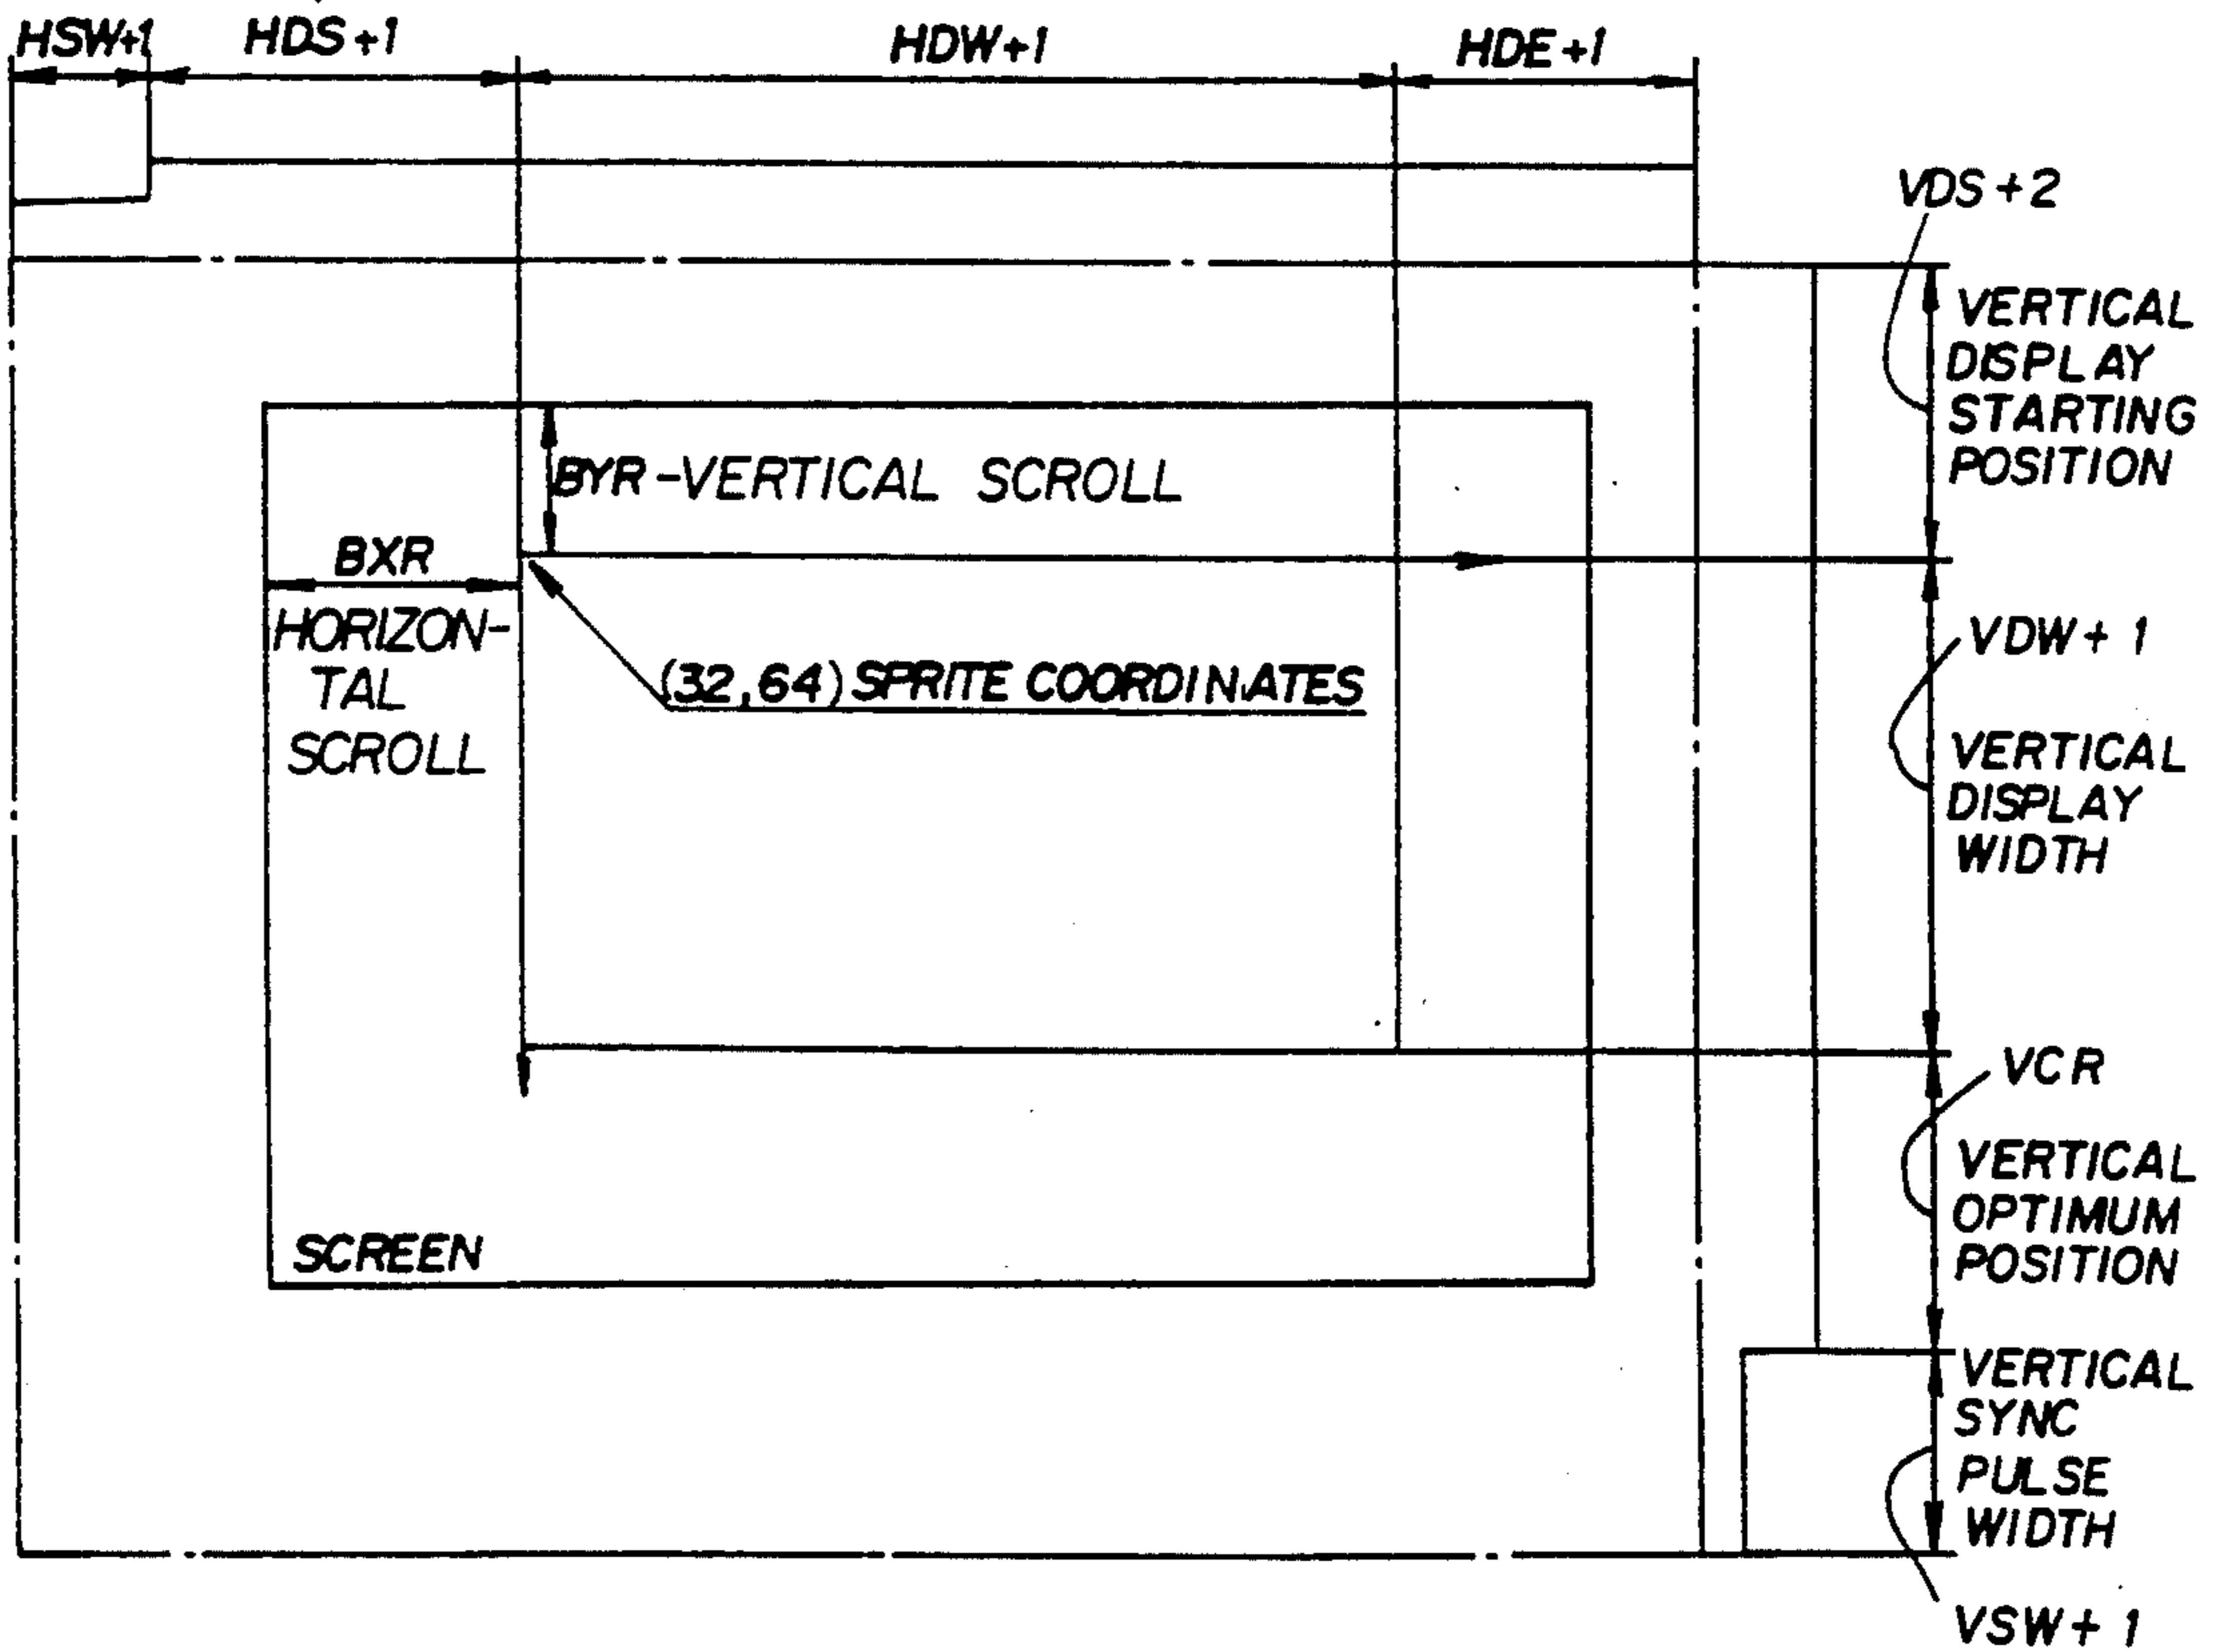 HSW+1
HDS+1
HDW+1
HDE+1
VDS+2
VERTICAL
DISPLAY
STARTING
POSITION
BYR-VERTICAL SCROLL
BXR
HORIZON-
TAL
SCROLL
(32,64) SPRITE COORDINATES
VDW+1
VERTICAL
DISPLAY
WIDTH
VCR
VERTICAL
OPTIMUM
POSITION
SCREEN
VERTICAL
SYNC
PULSE
WIDTH
VSW+1